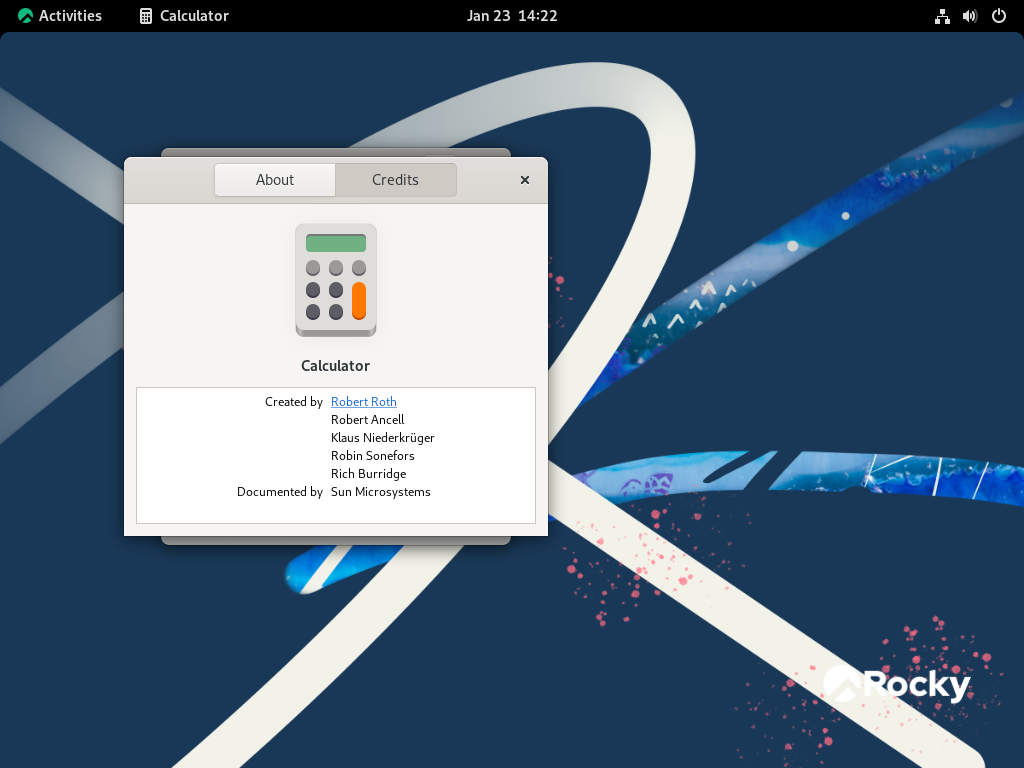 Activities Calculator Jan 23 14:22
About Credits
Calculator
Created by Robert Roth
Robert Ancell
Klaus Niederkrüger
Robin Sonefors
Rich Burridge
Documented by Sun Microsystems
Rocky